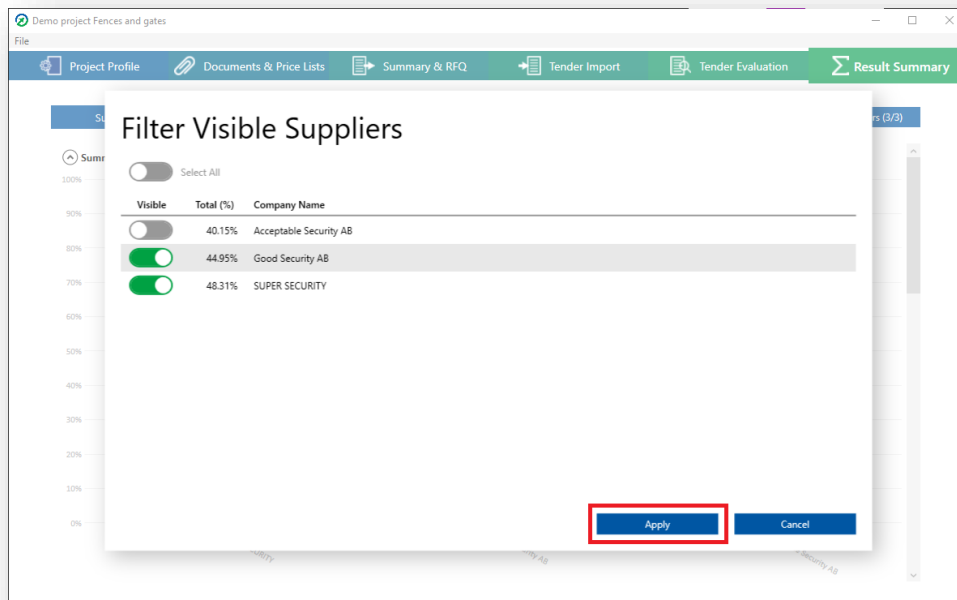 Demo project Fences and gates
File
Project Profile
Documents & Price Lists
Summary & RFQ
Tender Import
Tender Evaluation
Result Summary
rs (3/3)
Filter Visible Suppliers
Select All
Visible Total (%) Company Name
40.15% Acceptable Security AB
44.95% Good Security AB
48.31% SUPER SECURITY
100%
90%
80%
70%
60%
50%
40%
30%
20%
10%
0%
Apply
Cancel
Security AB